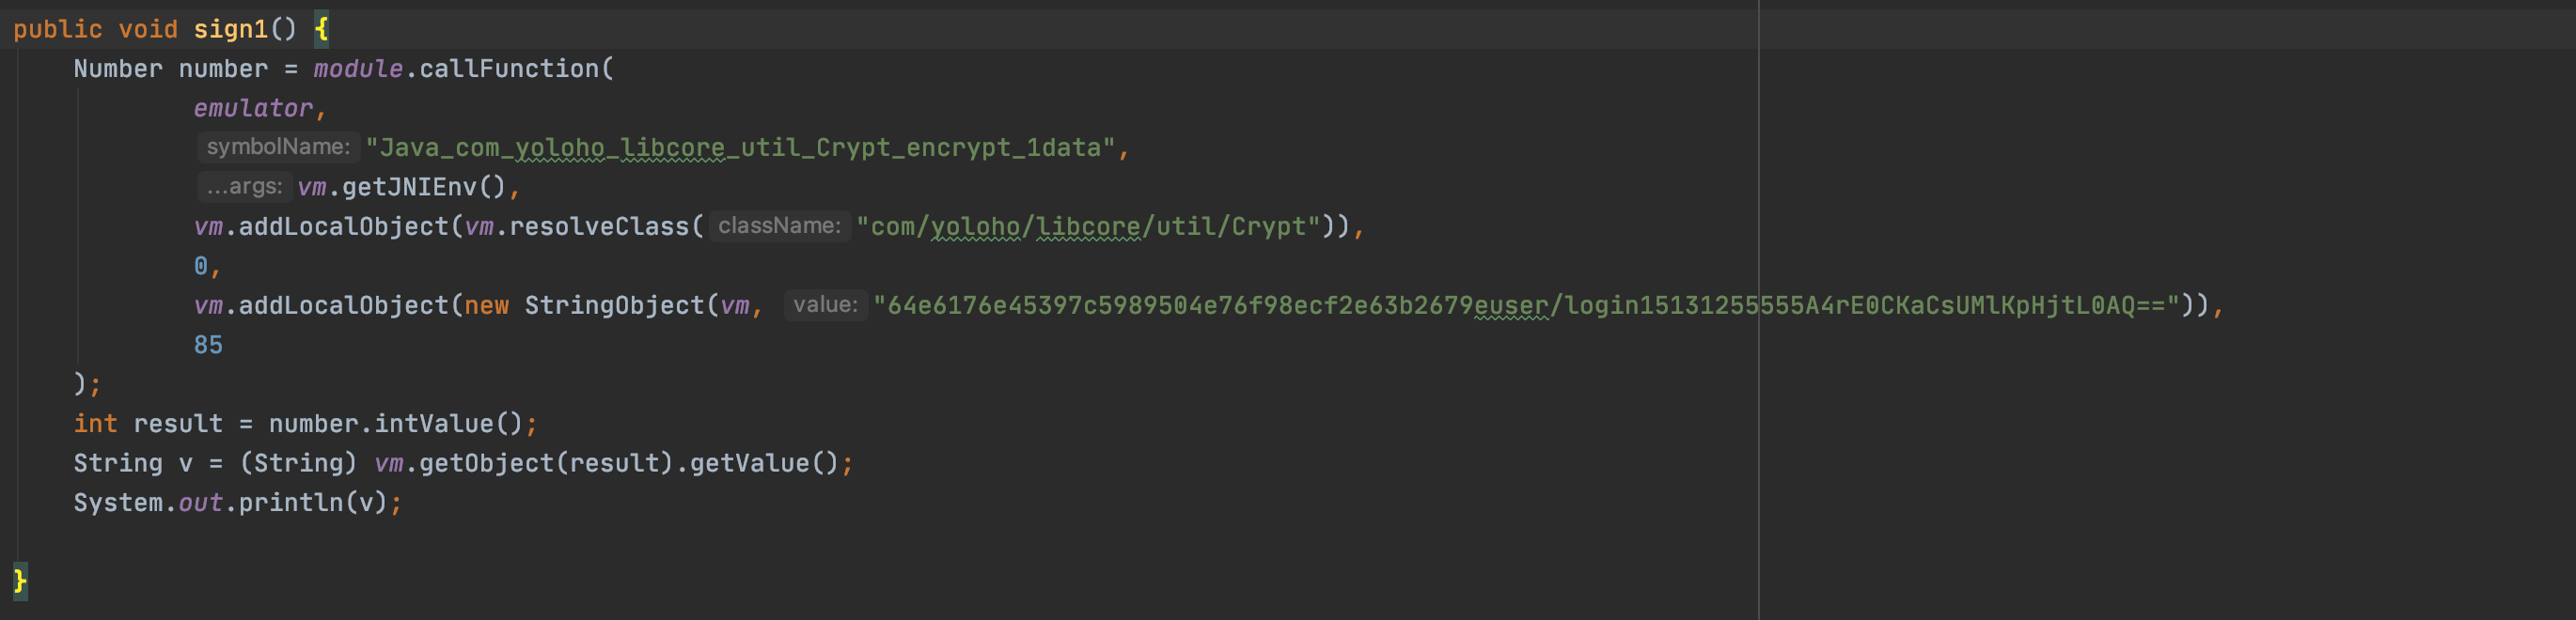 public void sign1() {
Number number = module.callFunction(
emulator,
symbolName: "Java_com_yoloho_libcore_util_Crypt_encrypt_1data",
...args: vm.getJNIEnv(),
vm.addLocalObject(vm.resolveClass( className: "com/yoloho/libcore/util/Crypt")),
0,
vm.addLocalObject(new StringObject(vm, value: "64e6176e45397c5989504e76f98ecf2e63b2679euser/login15131255555A4rE0CKaCsUMlKpHjtL0AQ==")),
85
);
int result = number.intValue();
String v = (String) vm.getObject(result).getValue();
System.out.println(v);
}